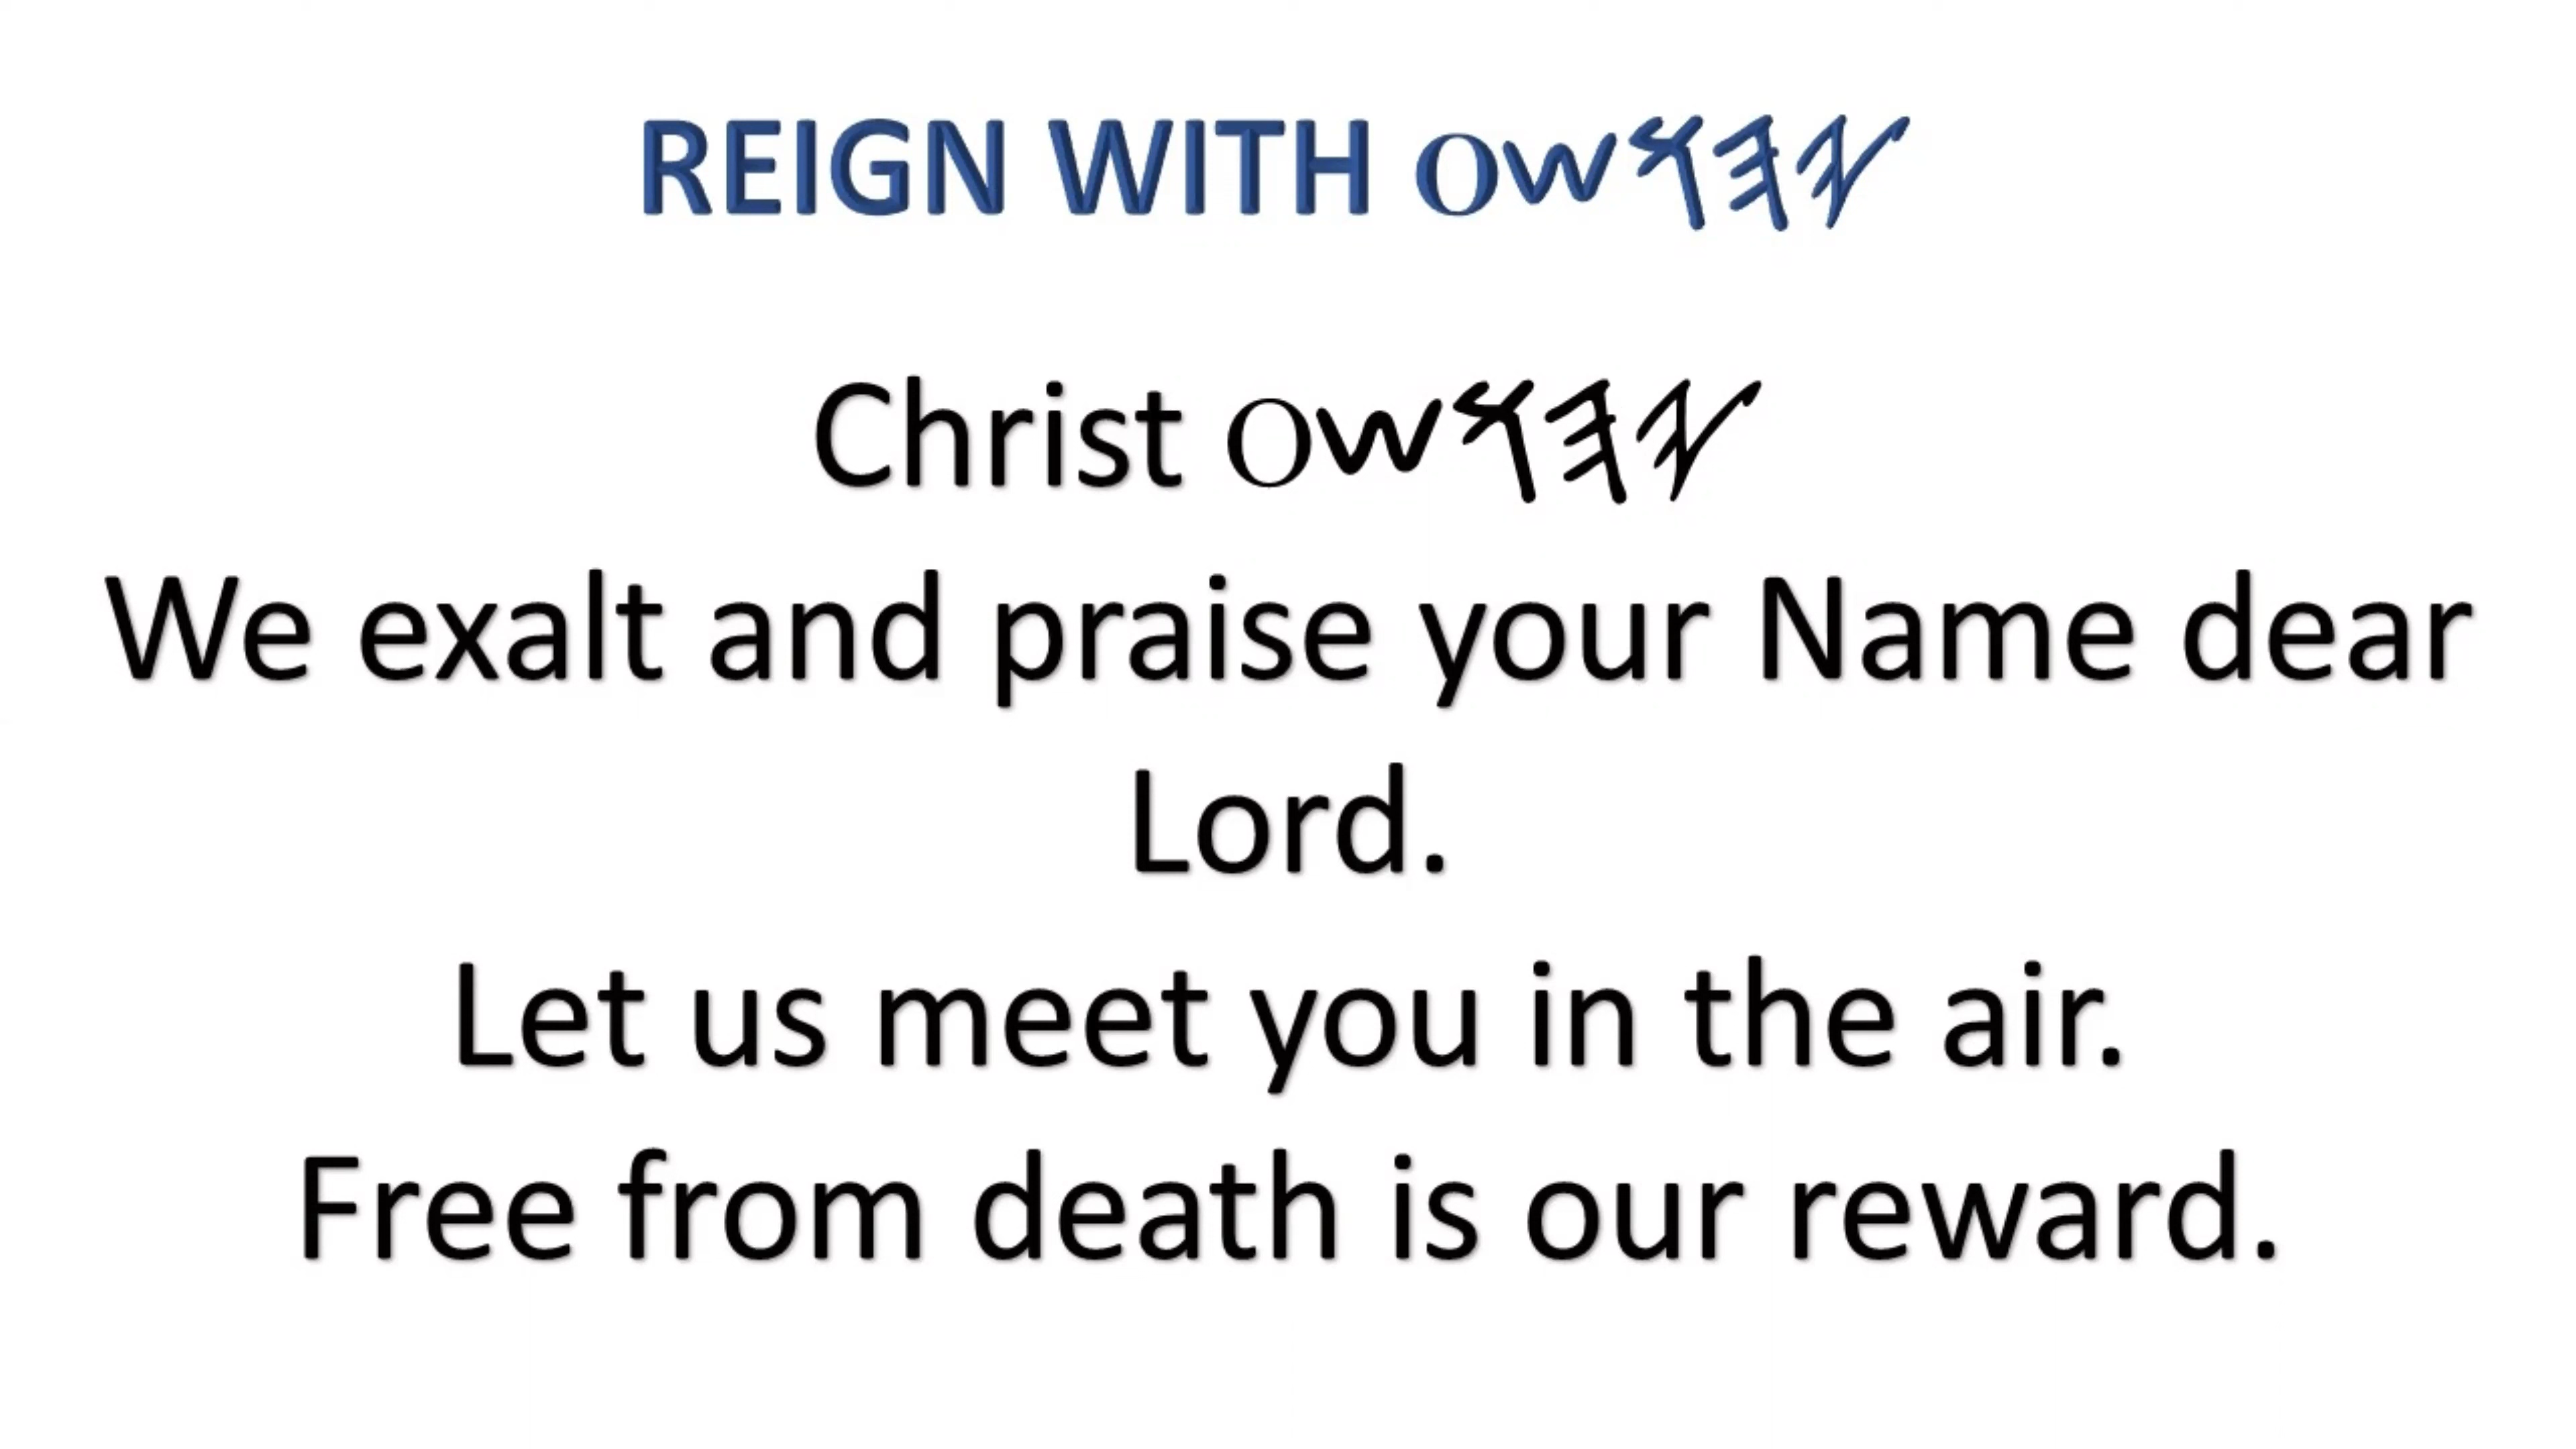 REIGN WITH 𐤉𐤄𐤅𐤔𐤏
Christ 𐤉𐤄𐤅𐤔𐤏
We exalt and praise your Name dear
Lord.
Let us meet you in the air.
Free from death is our reward.